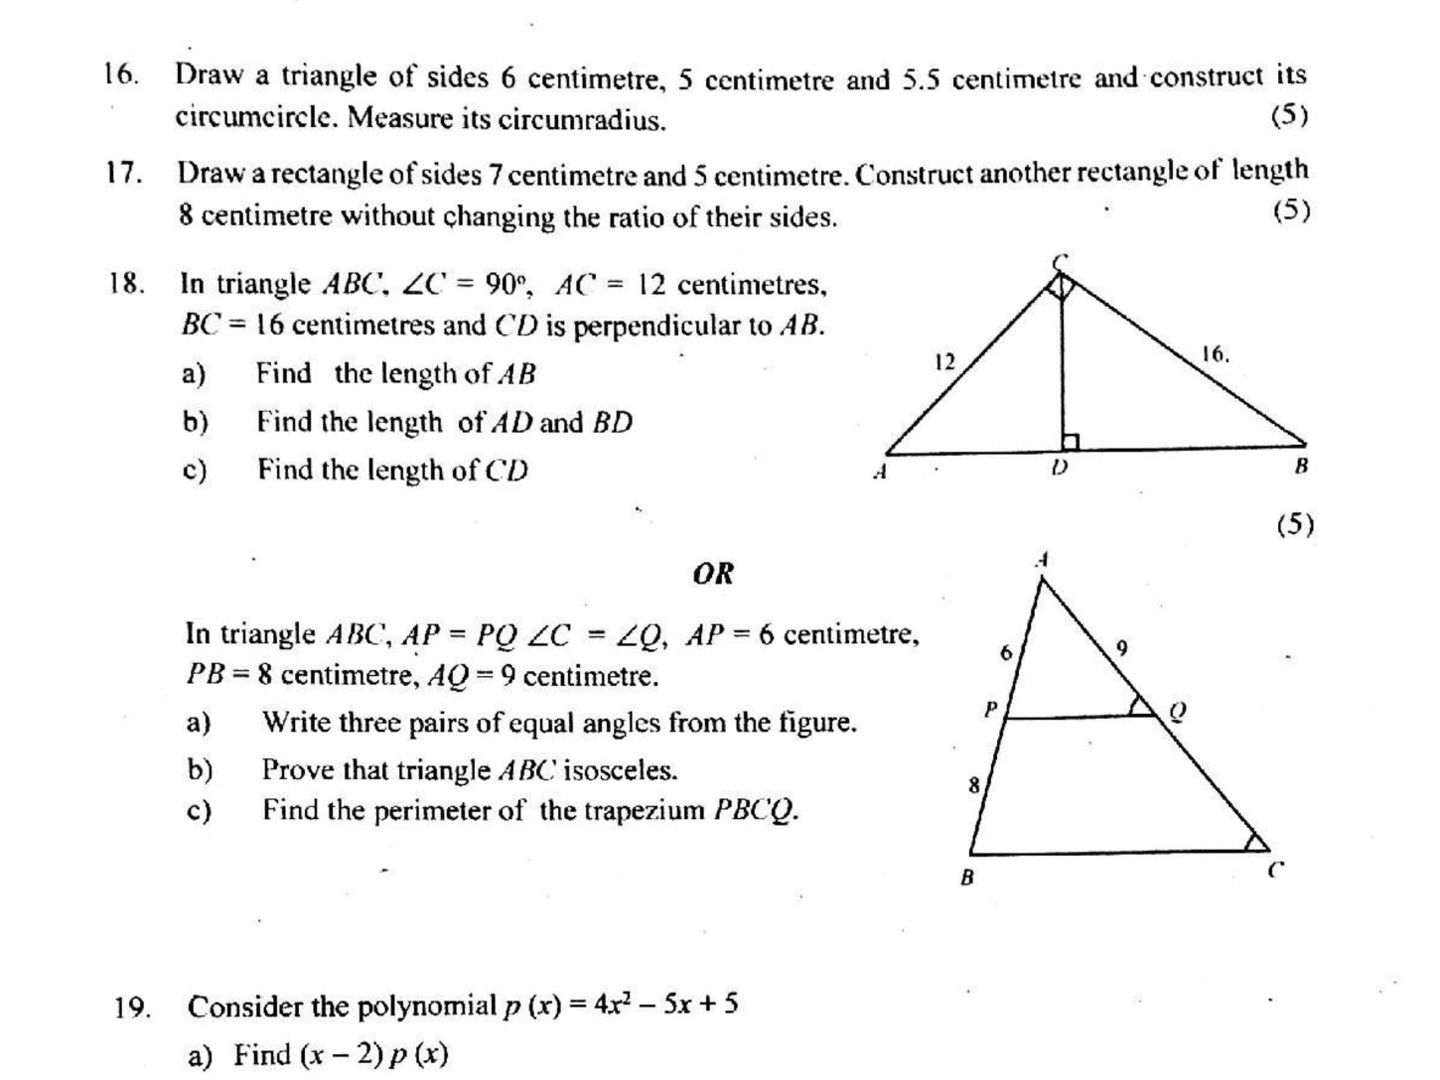 16. Draw a triangle of sides 6 centimetre, 5 centimetre and 5.5 centimetre and construct its
circumcircle. Measure its circumradius. (5)
17. Draw a rectangle of sides 7 centimetre and 5 centimetre. Construct another rectangle of length
8 centimetre without changing the ratio of their sides. (5)
18. In triangle ABC, ∠C = 90°, AC = 12 centimetres,
BC = 16 centimetres and CD is perpendicular to AB.
a) Find the length of AB
b) Find the length of AD and BD
c) Find the length of CD
C
12
16.
A
D
B
(5)
OR
In triangle ABC, AP = PQ ∠C = ∠Q, AP = 6 centimetre,
PB = 8 centimetre, AQ = 9 centimetre.
a) Write three pairs of equal angles from the figure.
b) Prove that triangle ABC isosceles.
c) Find the perimeter of the trapezium PBCQ.
A
6
9
P
Q
8
B
C
19. Consider the polynomial p (x) = 4x² – 5x + 5
a) Find (x – 2) p (x)